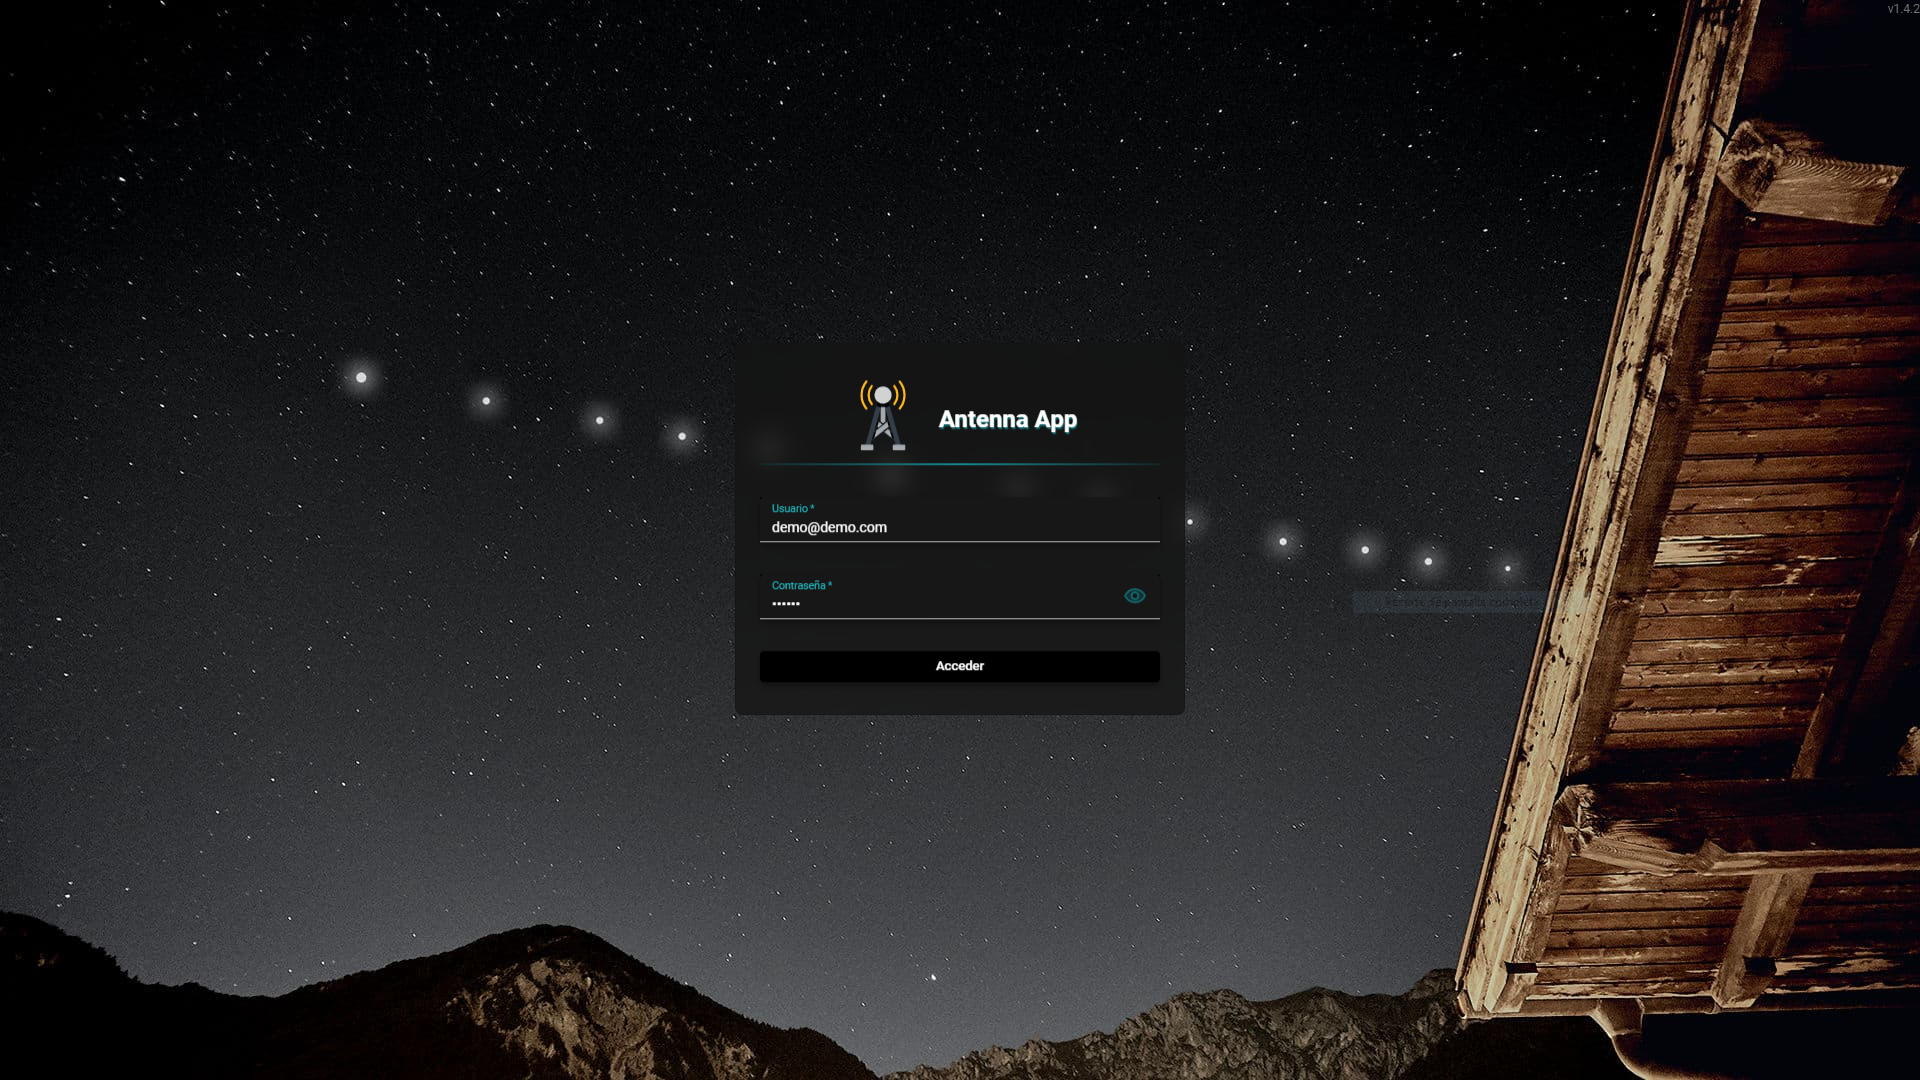 v1.4.2
Antenna App
Usuario *
demo@demo.com
Contraseña *
••••••
Acceder